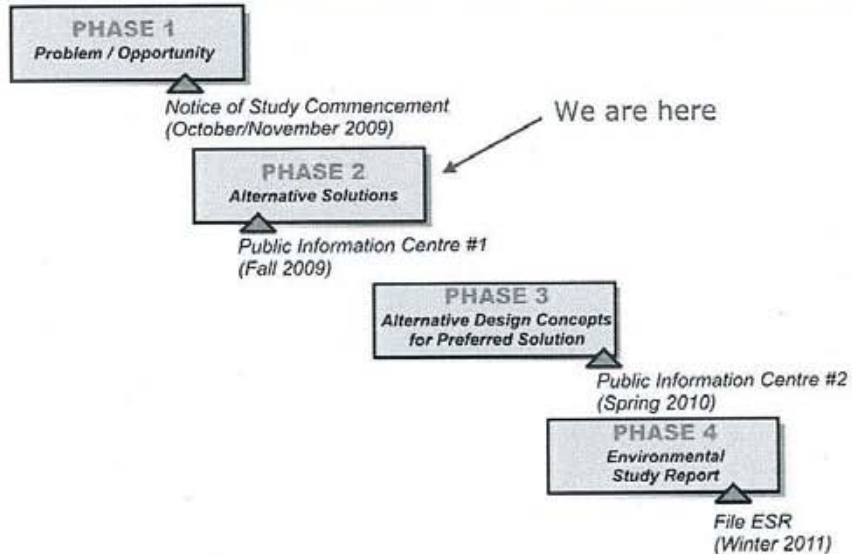 PHASE 1
Problem / Opportunity
Notice of Study Commencement
(October/November 2009)
We are here
PHASE 2
Alternative Solutions
Public Information Centre #1
(Fall 2009)
PHASE 3
Alternative Design Concepts
for Preferred Solution
Public Information Centre #2
(Spring 2010)
PHASE 4
Environmental
Study Report
File ESR
(Winter 2011)